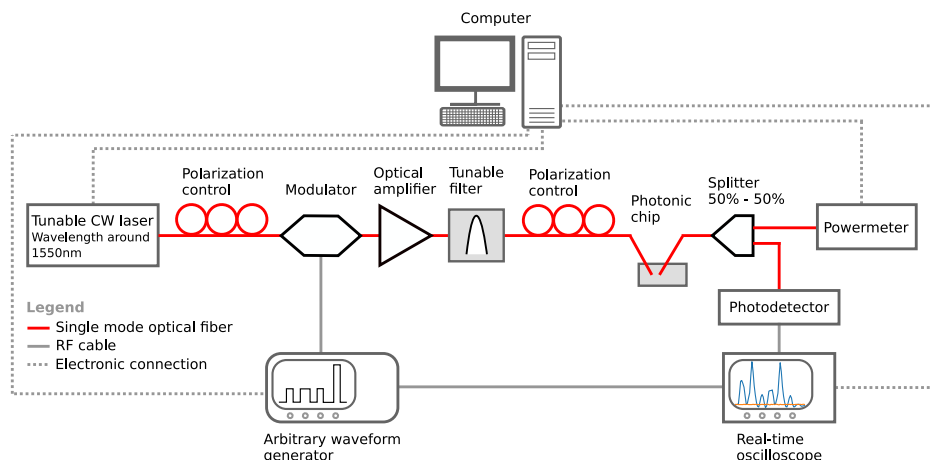 Computer
Polarization
control
Modulator
Optical
amplifier
Tunable
filter
Polarization
control
Photonic
chip
Splitter
50% - 50%
Tunable CW laser
Wavelength around
1550nm
Powermeter
Photodetector
Legend
Single mode optical fiber
RF cable
Electronic connection
Arbitrary waveform
generator
Real-time
oscilloscope